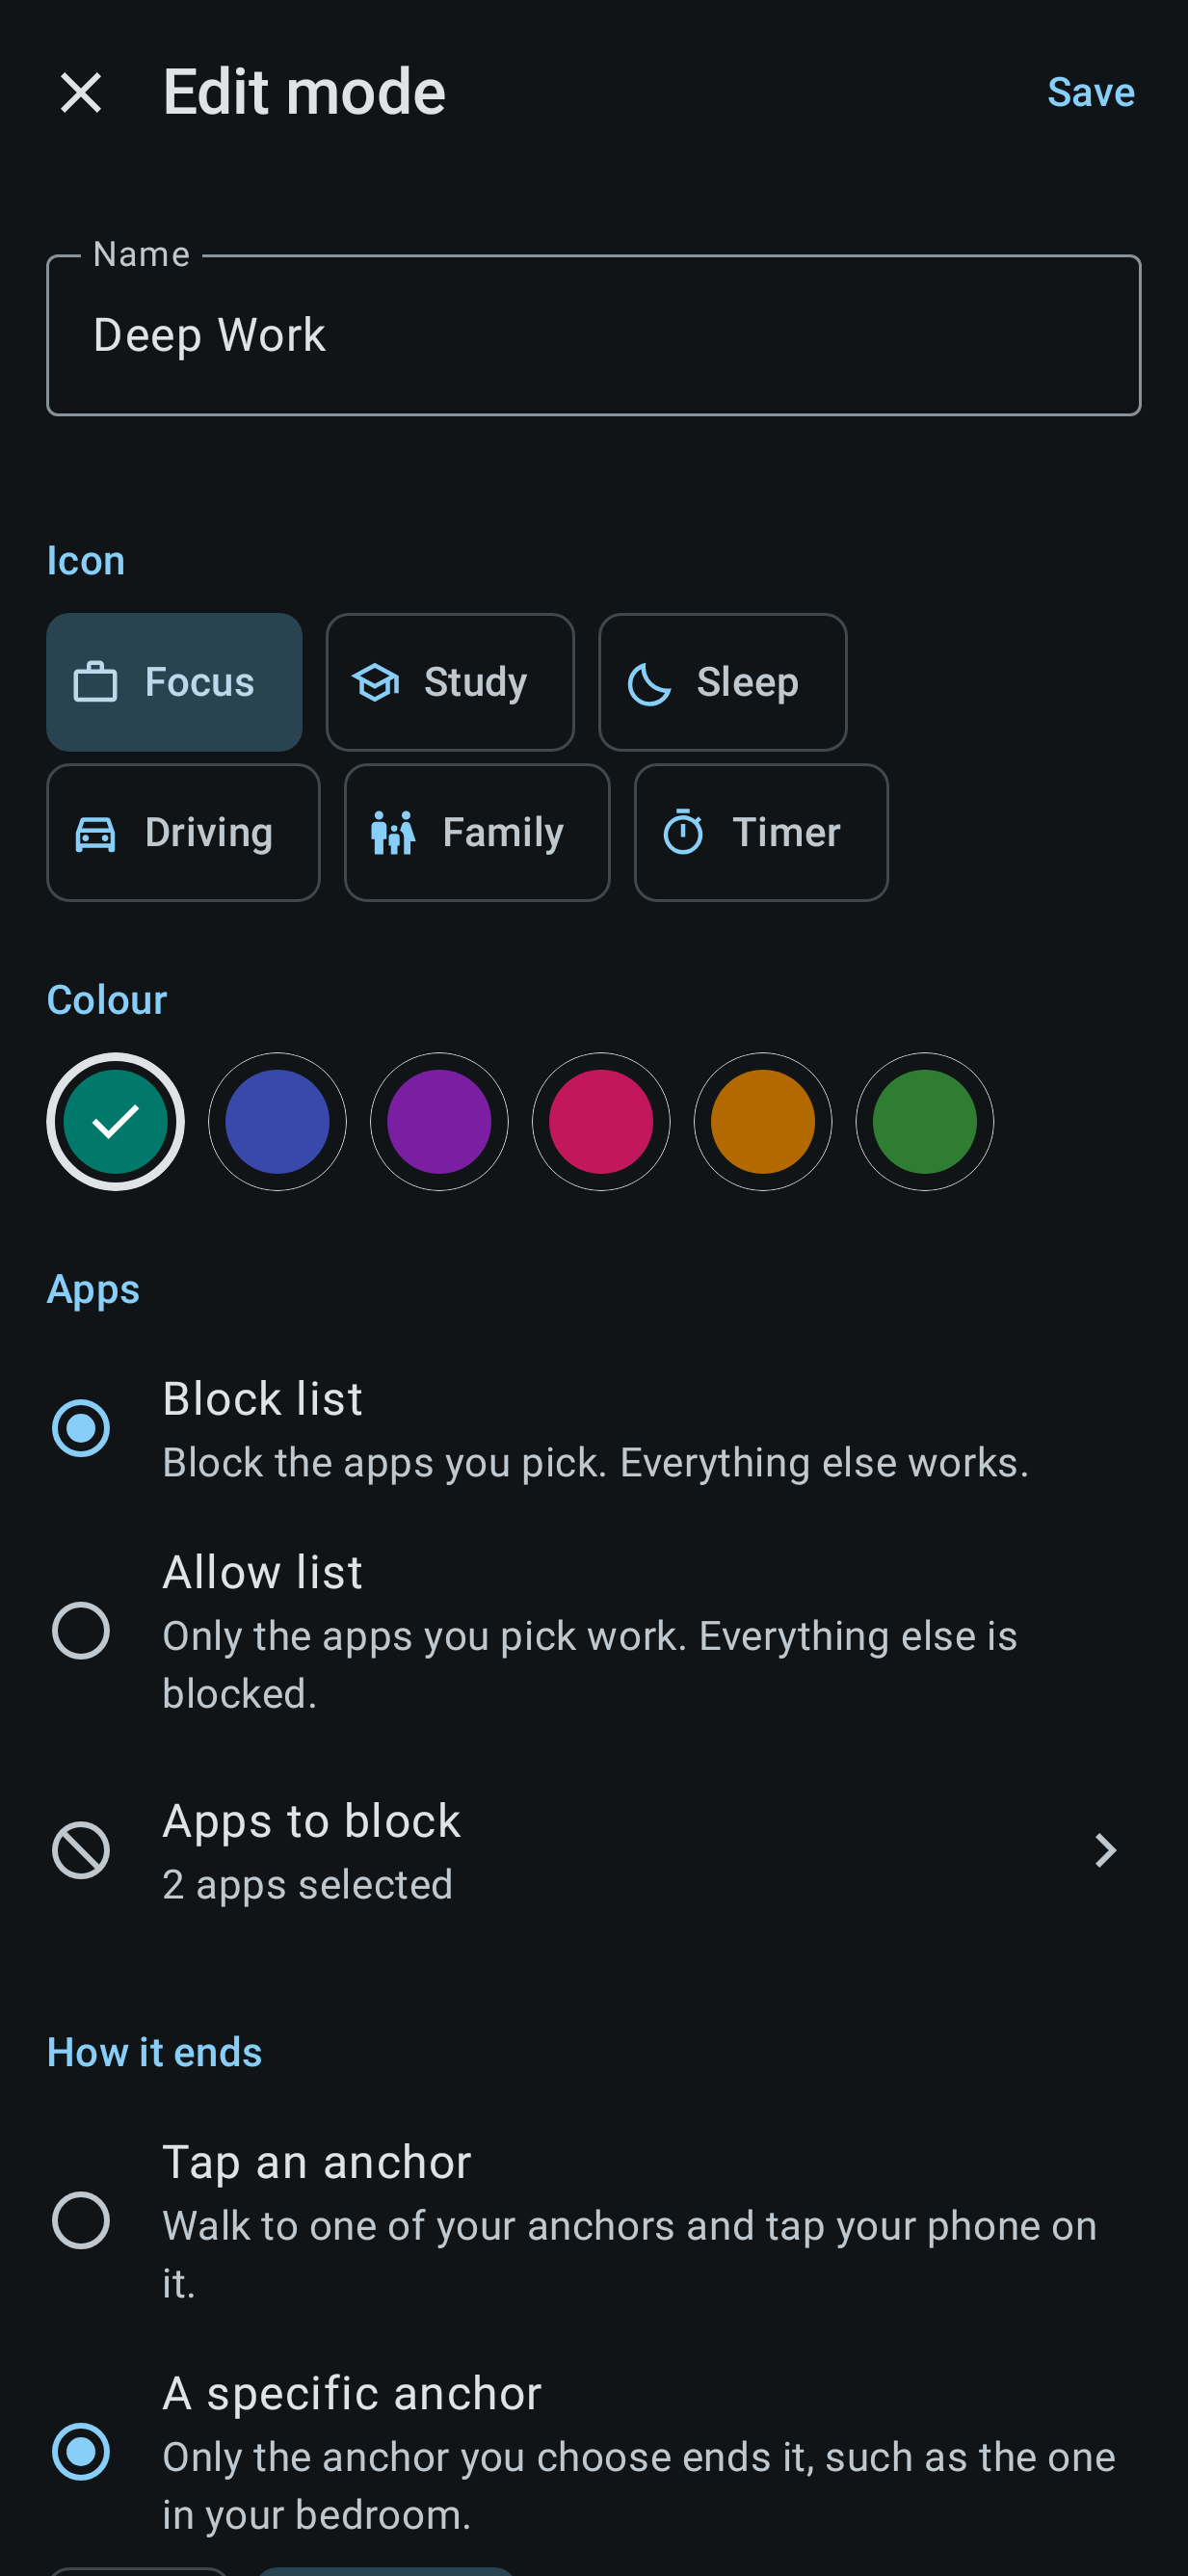 Edit mode
Save
Name
Deep Work
Icon
Focus
Study
Sleep
Driving
Family
Timer
Colour
Apps
Block list
Block the apps you pick. Everything else works.
Allow list
Only the apps you pick work. Everything else is
blocked.
Apps to block
2 apps selected
How it ends
Tap an anchor
Walk to one of your anchors and tap your phone on
it.
A specific anchor
Only the anchor you choose ends it, such as the one
in your bedroom.